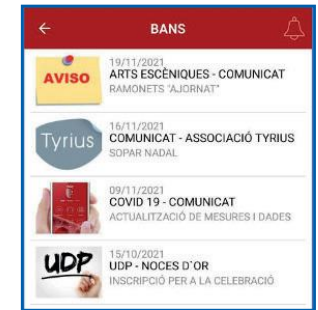 BANS
AVISO
19/11/2021
ARTS ESCÈNIQUES - COMUNICAT
RAMONETS "AJORNAT"
Tyrius
16/11/2021
COMUNICAT - ASSOCIACIÓ TYRIUS
SOPAR NADAL
09/11/2021
COVID 19 - COMUNICAT
ACTUALITZACIÓ DE MESURES I DADES
UDP
15/10/2021
UDP - NOCES D`OR
INSCRIPCIÓ PER A LA CELEBRACIÓ